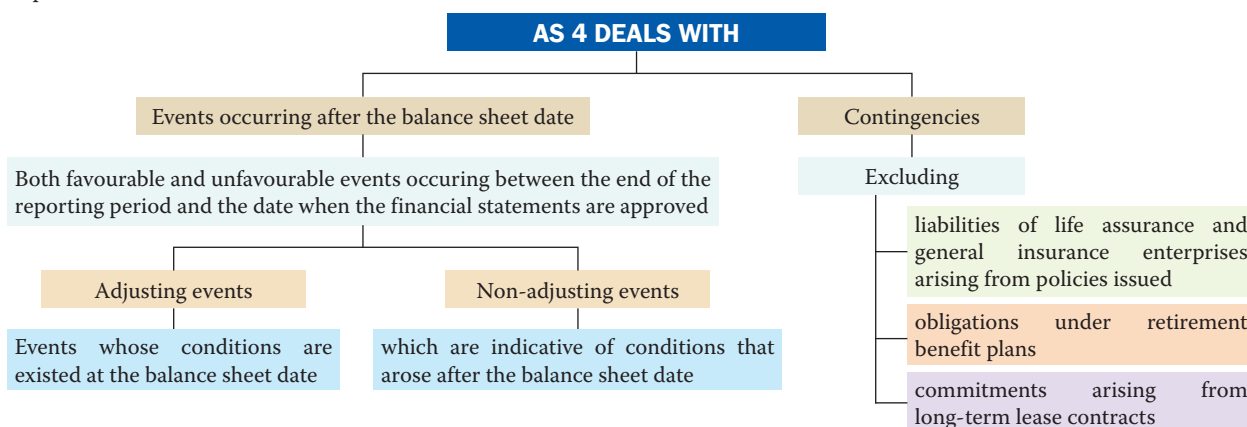 AS 4 DEALS WITH
Events occurring after the balance sheet date
Contingencies
Both favourable and unfavourable events occuring between the end of the
reporting period and the date when the financial statements are approved
Excluding
liabilities of life assurance and
general insurance enterprises
arising from policies issued
Adjusting events
Non-adjusting events
obligations under retirement
benefit plans
Events whose conditions are
existed at the balance sheet date
which are indicative of conditions that
arose after the balance sheet date
commitments arising from
long-term lease contracts